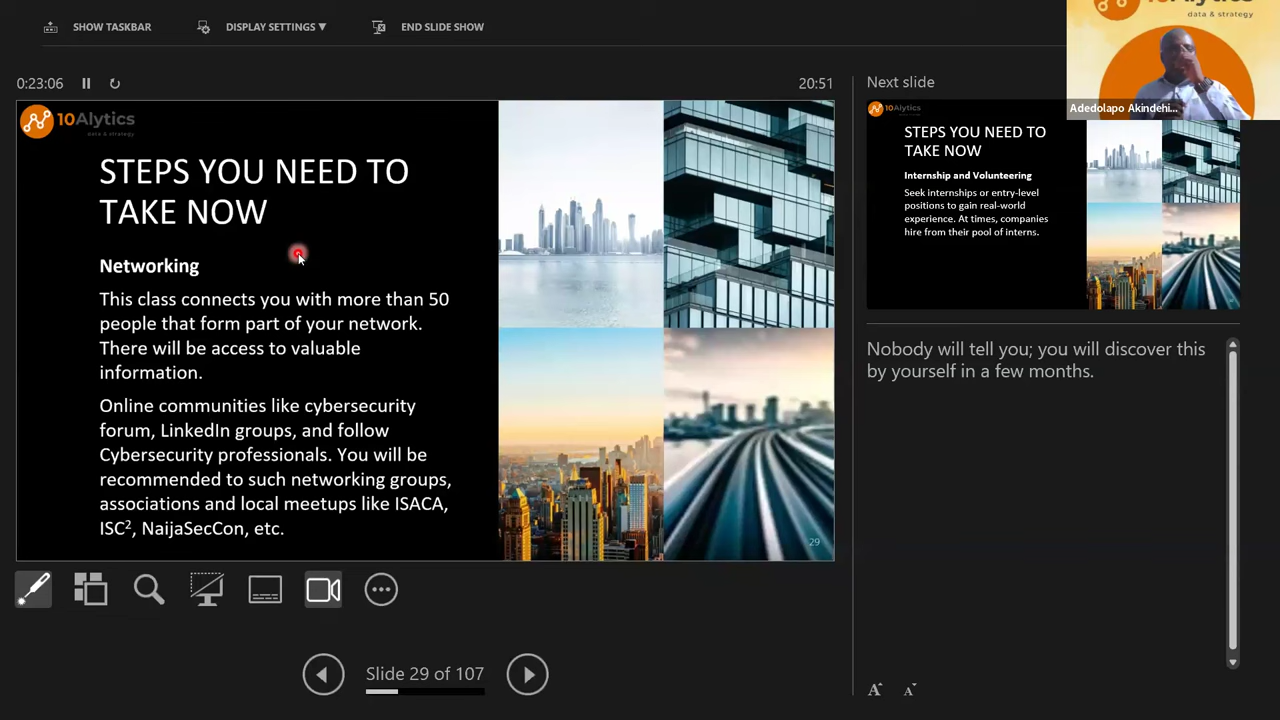 SHOW TASKBAR
DISPLAY SETTINGS ▼
END SLIDE SHOW
data & strategy
0:23:06
20:51
Next slide
Adedolapo Akindehi...
10Alytics
data & strategy
STEPS YOU NEED TO
TAKE NOW
Networking
This class connects you with more than 50
people that form part of your network.
There will be access to valuable
information.
Online communities like cybersecurity
forum, LinkedIn groups, and follow
Cybersecurity professionals. You will be
recommended to such networking groups,
associations and local meetups like ISACA,
ISC², NaijaSecCon, etc.
29
10Alytics
STEPS YOU NEED TO
TAKE NOW
Internship and Volunteering
Seek internships or entry-level
positions to gain real-world
experience. At times, companies
hire from their pool of interns.
Nobody will tell you; you will discover this
by yourself in a few months.
Slide 29 of 107
A A